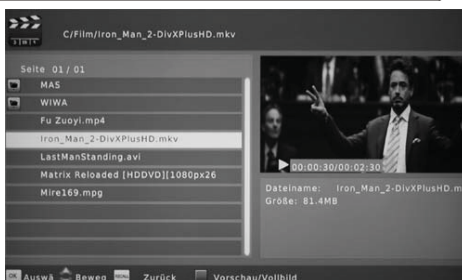 C/Film/Iron_Man_2-DivXPlusHD.mkv
Seite 01/01
MAS
WIWA
Fu Zuoyi.mp4
Iron_Man_2-DivXPlusHD.mkv
LastManStanding.avi
Matrix Reloaded [HDDVD][1080px26
Mire169.mpg
00:00:30/00:02:30
Dateiname: Iron_Man_2-DivXPlusHD.m
Größe: 81.4MB
OK Auswä Beweg RECALL Zurück Vorschau/Vollbild